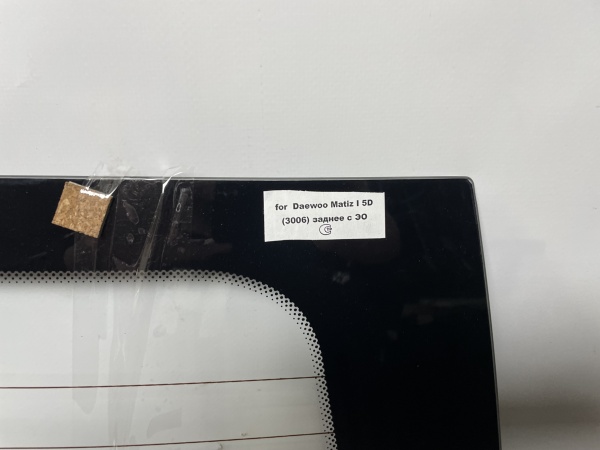 for Daewoo Matiz I 5D
(3006) заднее с ЭО